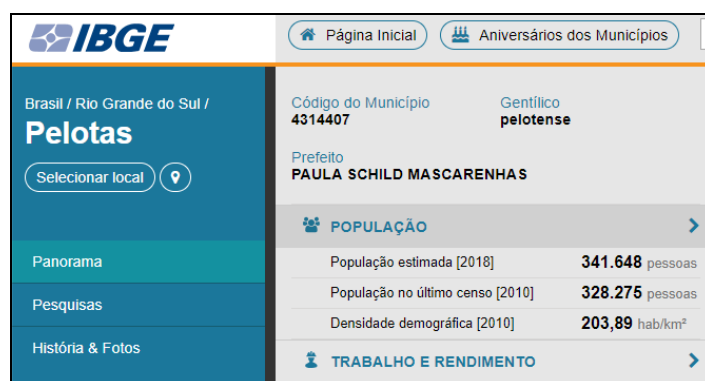 IBGE
Página Inicial
Aniversários dos Municípios
Brasil / Rio Grande do Sul /
Pelotas
Selecionar local
Panorama
Pesquisas
História & Fotos
Código do Município Gentílico
4314407 pelotense
Prefeito
PAULA SCHILD MASCARENHAS
POPULAÇÃO
População estimada [2018] 341.648 pessoas
População no último censo [2010] 328.275 pessoas
Densidade demográfica [2010] 203,89 hab/km²
TRABALHO E RENDIMENTO